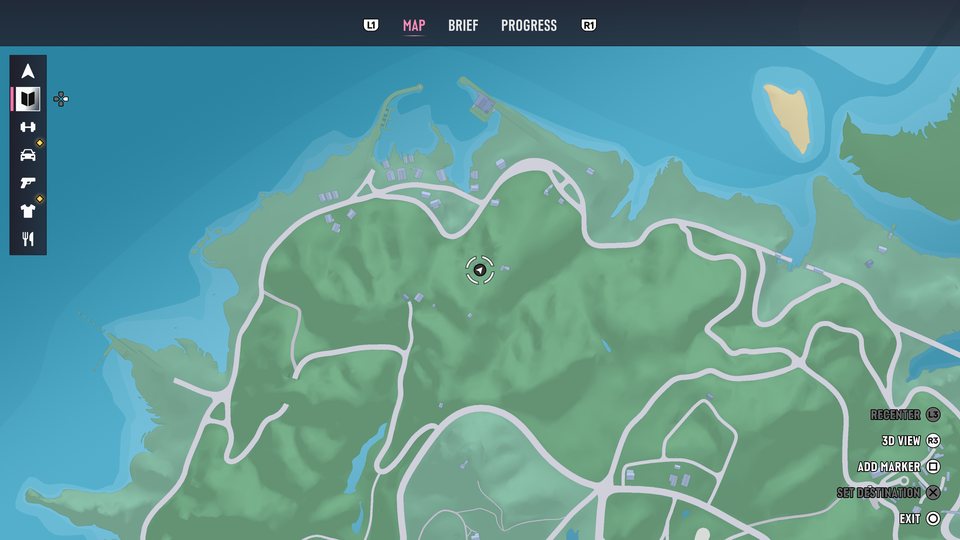 L1 MAP BRIEF PROGRESS R1
RECENTER L3
3D VIEW R3
ADD MARKER
SET DESTINATION
EXIT